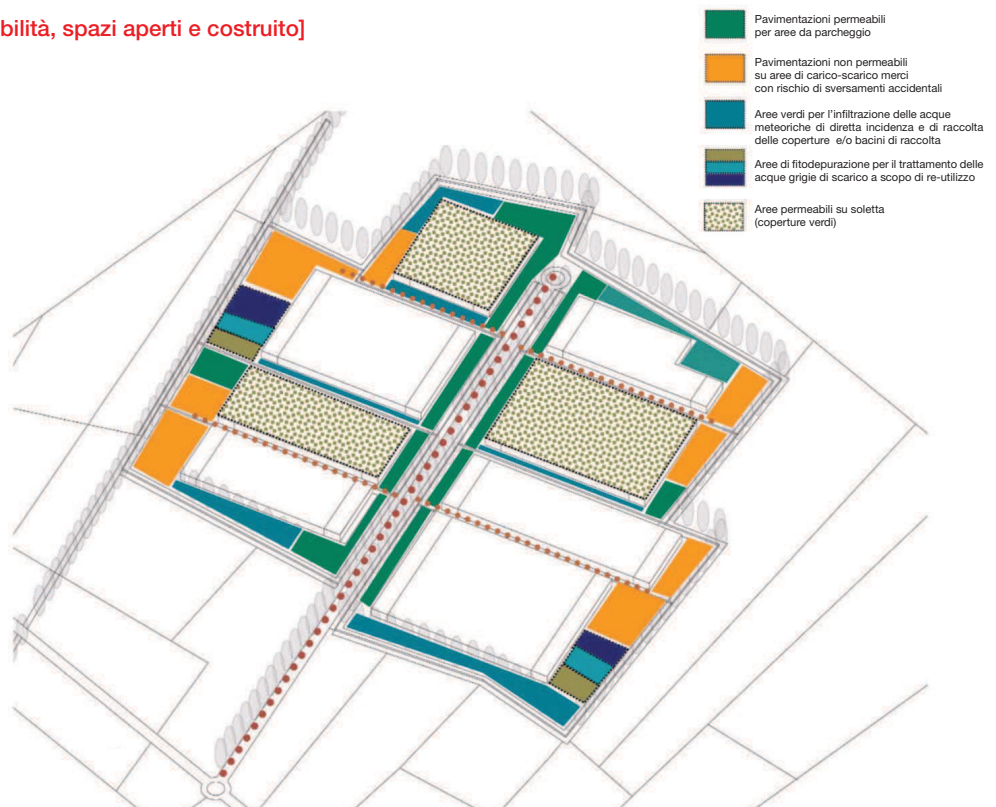 bilità, spazi aperti e costruito]
Pavimentazioni permeabili
per aree da parcheggio
Pavimentazioni non permeabili
su aree di carico-scarico merci
con rischio di sversamenti accidentali
Aree verdi per l'infiltrazione delle acque
meteoriche di diretta incidenza e di raccolta
delle coperture e/o bacini di raccolta
Aree di fitodepurazione per il trattamento delle
acque grigie di scarico a scopo di re-utilizzo
Aree permeabili su soletta
(coperture verdi)